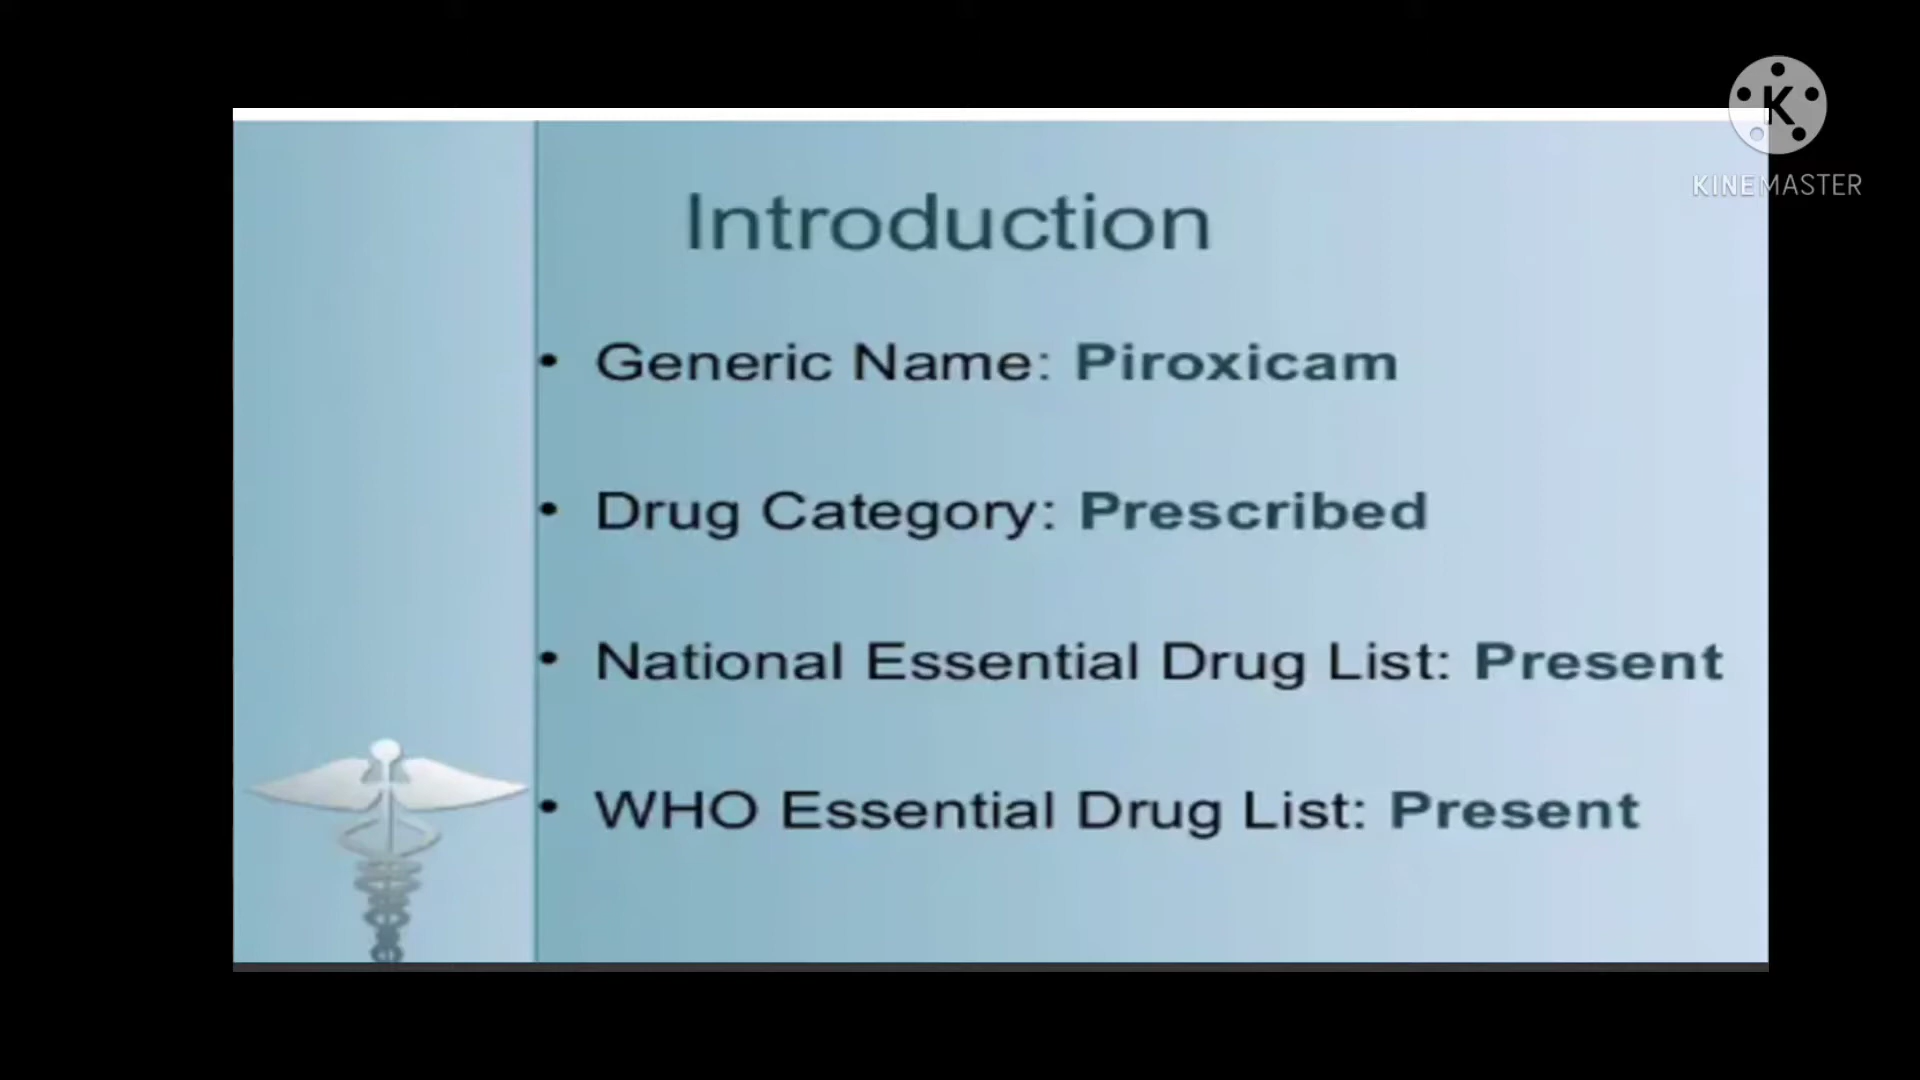 K
KINEMASTER
Introduction
• Generic Name: Piroxicam
• Drug Category: Prescribed
• National Essential Drug List: Present
• WHO Essential Drug List: Present